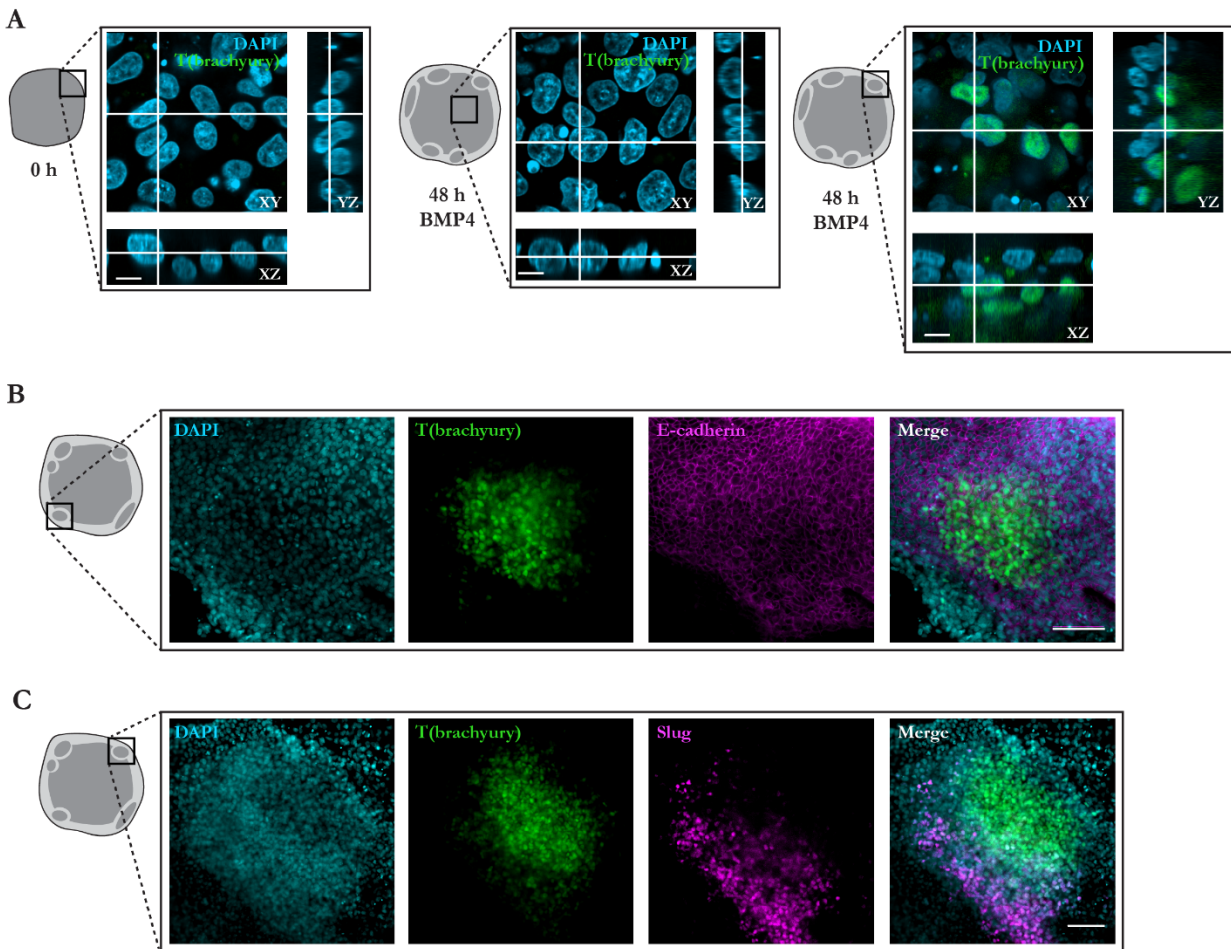 A
0 h
DAPI
T(brachyury)
XY
YZ
XZ
48 h
BMP4
DAPI
T(brachyury)
XY
YZ
XZ
48 h
BMP4
DAPI
T(brachyury)
XY
YZ
XZ
B
DAPI
T(brachyury)
E-cadherin
Merge
C
DAPI
T(brachyury)
Slug
Merge